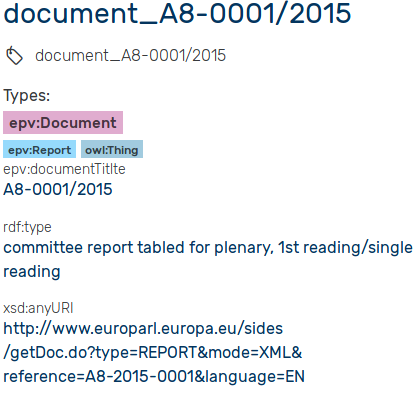 document_A8-0001/2015
document_A8-0001/2015
Types:
epv:Document
epv:Report owl:Thing
epv:documentTitlte
A8-0001/2015
rdf:type
committee report tabled for plenary, 1st reading/single
reading
xsd:anyURI
http://www.europarl.europa.eu/sides
/getDoc.do?type=REPORT&mode=XML&
reference=A8-2015-0001&language=EN